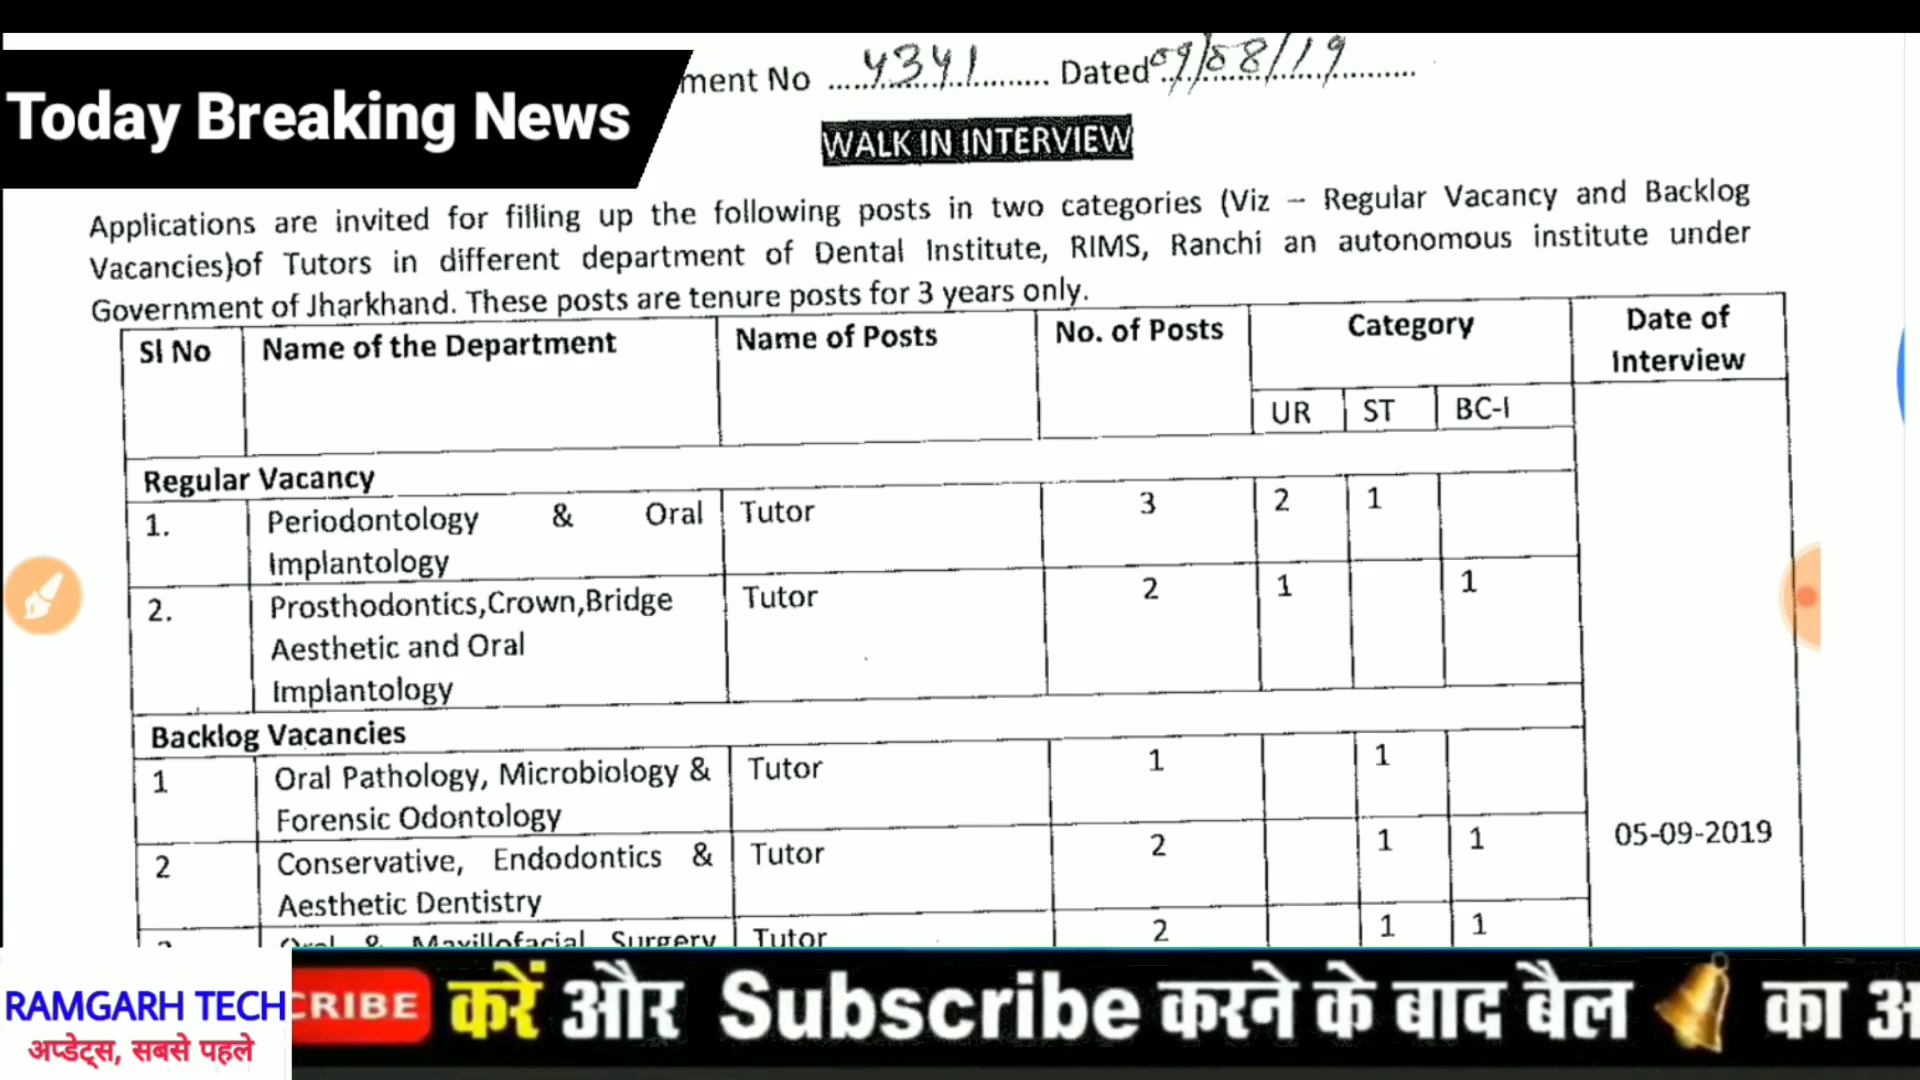 Today Breaking News
ment No 4341 Dated 09/08/19
WALK IN INTERVIEW
Applications are invited for filling up the following posts in two categories (Viz – Regular Vacancy and Backlog
Vacancies)of Tutors in different department of Dental Institute, RIMS, Ranchi an autonomous institute under
Government of Jharkhand. These posts are tenure posts for 3 years only.
Sl No Name of the Department Name of Posts No. of Posts Category Date of Interview
UR ST BC-I
Regular Vacancy
1. Periodontology & Oral Tutor 3 2 1
Implantology
2. Prosthodontics,Crown,Bridge Tutor 2 1 1
Aesthetic and Oral
Implantology
Backlog Vacancies
1 Oral Pathology, Microbiology & Tutor 1 1
Forensic Odontology
2 Conservative, Endodontics & Tutor 2 1 1 05-09-2019
Aesthetic Dentistry
Oral & Maxillofacial Surgery Tutor 2 1 1
RAMGARH TECH
अप्डेट्स, सबसे पहले
CRIBE करें और Subscribe करने के बाद बैल का अ